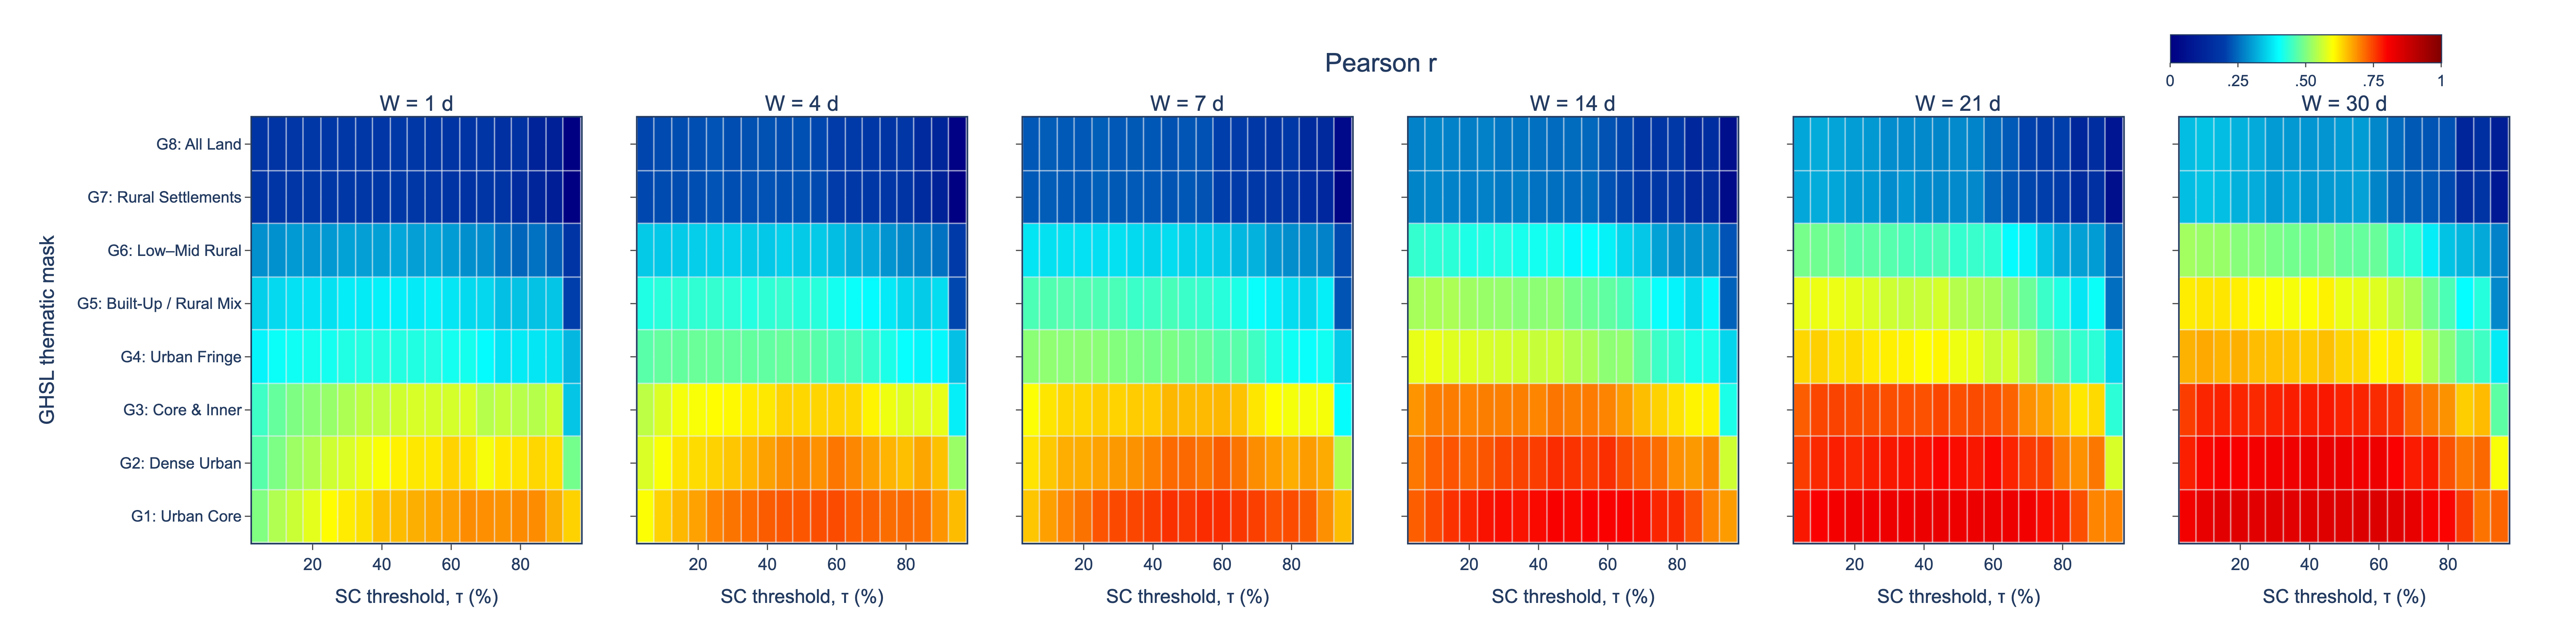 Pearson r
0 .25 .50 .75 1
W = 1 d W = 4 d W = 7 d W = 14 d W = 21 d W = 30 d
GHSL thematic mask
G8: All Land
G7: Rural Settlements
G6: Low–Mid Rural
G5: Built-Up / Rural Mix
G4: Urban Fringe
G3: Core & Inner
G2: Dense Urban
G1: Urban Core
20 40 60 80 20 40 60 80 20 40 60 80 20 40 60 80 20 40 60 80 20 40 60 80
SC threshold, τ (%) SC threshold, τ (%) SC threshold, τ (%) SC threshold, τ (%) SC threshold, τ (%) SC threshold, τ (%)